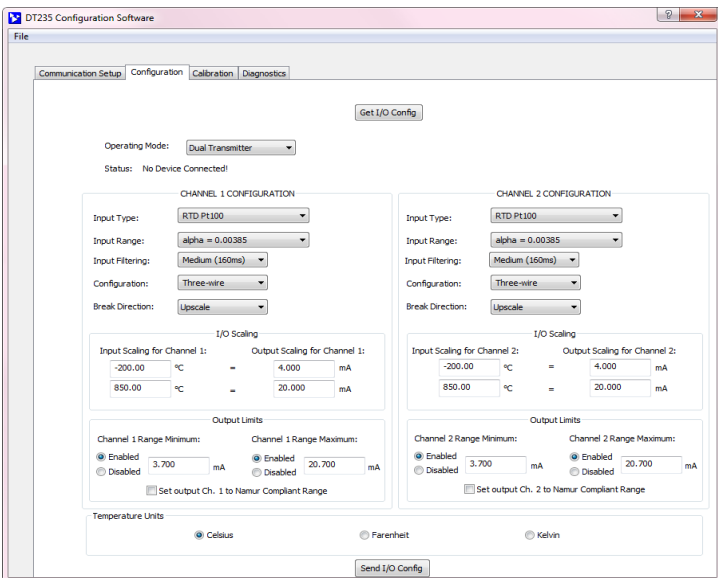 DT235 Configuration Software
File
Communication Setup Configuration Calibration Diagnostics
Get I/O Config
Operating Mode: Dual Transmitter
Status: No Device Connected!
CHANNEL 1 CONFIGURATION
Input Type: RTD Pt100
Input Range: alpha = 0.00385
Input Filtering: Medium (160ms)
Configuration: Three-wire
Break Direction: Upscale
I/O Scaling
Input Scaling for Channel 1: Output Scaling for Channel 1:
-200.00 ºC = 4.000 mA
850.00 ºC = 20.000 mA
Output Limits
Channel 1 Range Minimum: Channel 1 Range Maximum:
Enabled Disabled 3.700 mA Enabled Disabled 20.700 mA
Set output Ch. 1 to Namur Compliant Range
CHANNEL 2 CONFIGURATION
Input Type: RTD Pt100
Input Range: alpha = 0.00385
Input Filtering: Medium (160ms)
Configuration: Three-wire
Break Direction: Upscale
I/O Scaling
Input Scaling for Channel 2: Output Scaling for Channel 2:
-200.00 ºC = 4.000 mA
850.00 ºC = 20.000 mA
Output Limits
Channel 2 Range Minimum: Channel 2 Range Maximum:
Enabled Disabled 3.700 mA Enabled Disabled 20.700 mA
Set output Ch. 2 to Namur Compliant Range
Temperature Units
Celsius Farenheit Kelvin
Send I/O Config